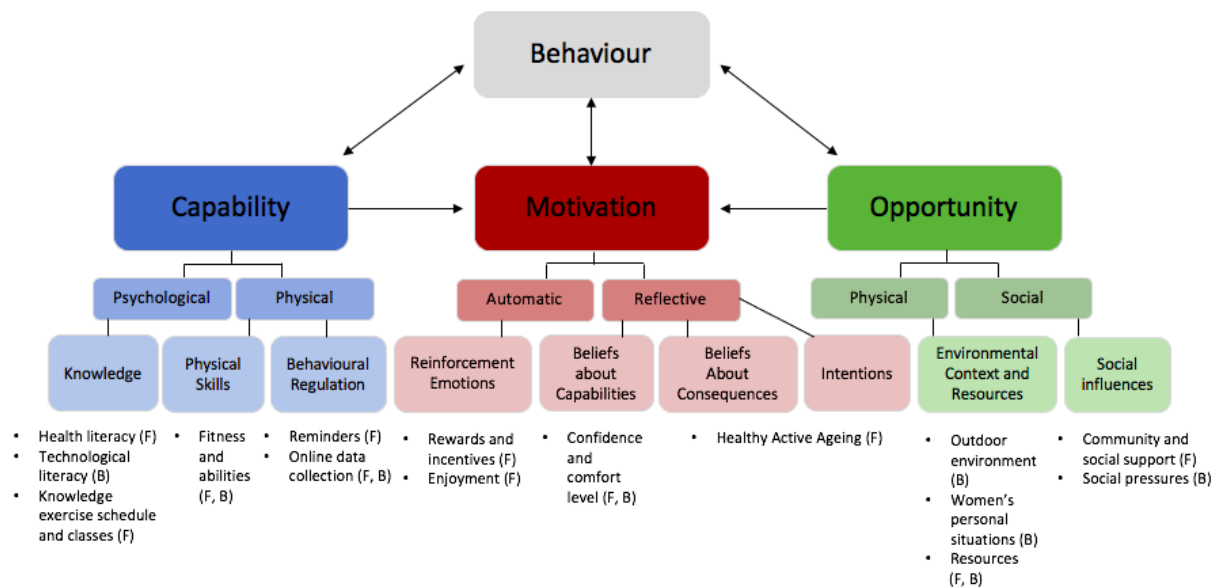 Behaviour
Capability
Motivation
Opportunity
Psychological
Physical
Automatic
Reflective
Physical
Social
Knowledge
Physical
Skills
Behavioural
Regulation
Reinforcement
Emotions
Beliefs
about
Capabilities
Beliefs
About
Consequences
Intentions
Environmental
Context and
Resources
Social
influences
• Health literacy (F)
• Technological
literacy (B)
• Knowledge
exercise schedule
and classes (F)
• Fitness
and
abilities
(F, B)
• Reminders (F)
• Online data
collection (F, B)
• Rewards and
incentives (F)
• Enjoyment (F)
• Confidence
and
comfort
level (F, B)
• Healthy Active Ageing (F)
• Outdoor
environment
(B)
• Women's
personal
situations (B)
• Resources
(F, B)
• Community and
social support (F)
• Social pressures (B)